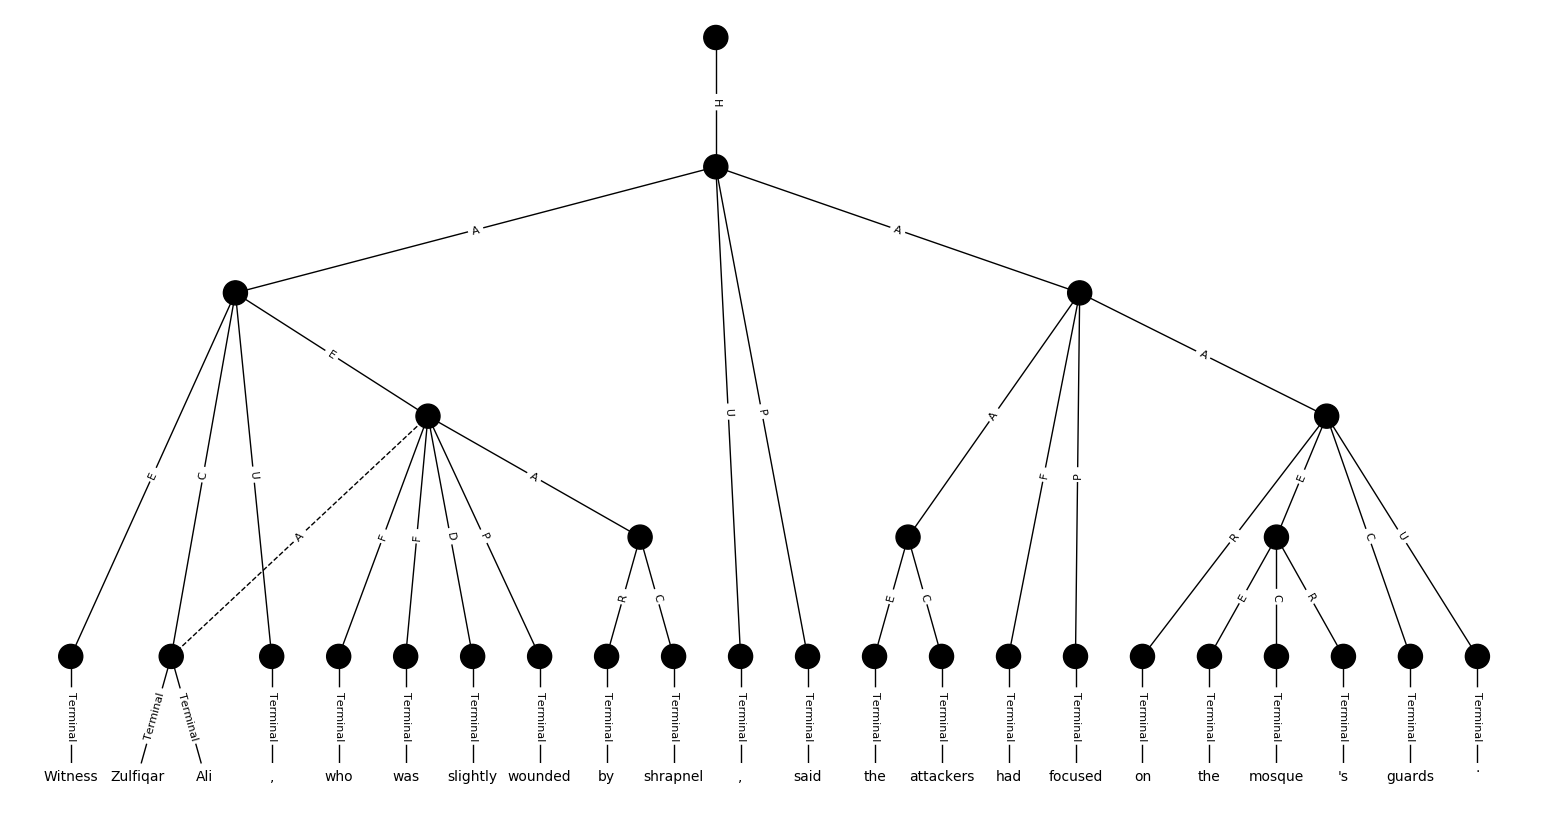 H
A A
E E A
U P
A A
E C U F P
A F F D P R E C U
R C E C E C R
Terminal Terminal Terminal Terminal Terminal Terminal Terminal Terminal Terminal Terminal Terminal Terminal Terminal Terminal Terminal Terminal Terminal Terminal Terminal Terminal Terminal Terminal
Witness Zulfiqar Ali , who was slightly wounded by shrapnel , said the attackers had focused on the mosque 's guards .